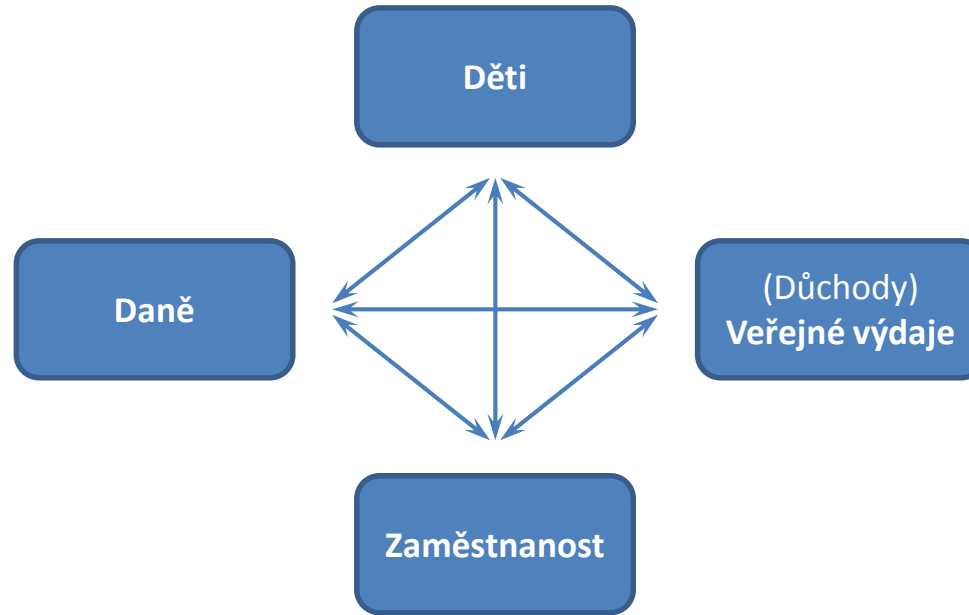 Děti
Daně
(Důchody)
Veřejné výdaje
Zaměstnanost